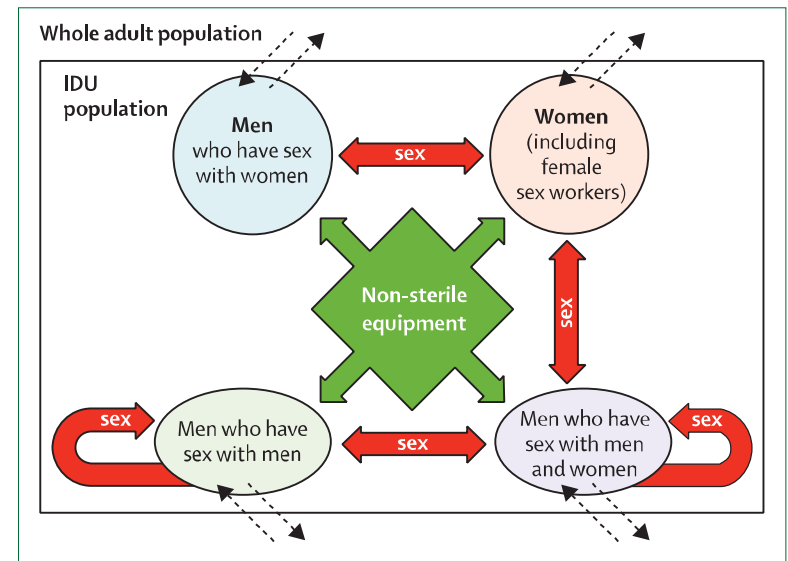 Whole adult population
IDU
population
Men
who have sex
with women
sex
Women
(including
female
sex workers)
Non-sterile
equipment
sex
sex
Men who have
sex with men
sex
Men who have
sex with men
and women
sex